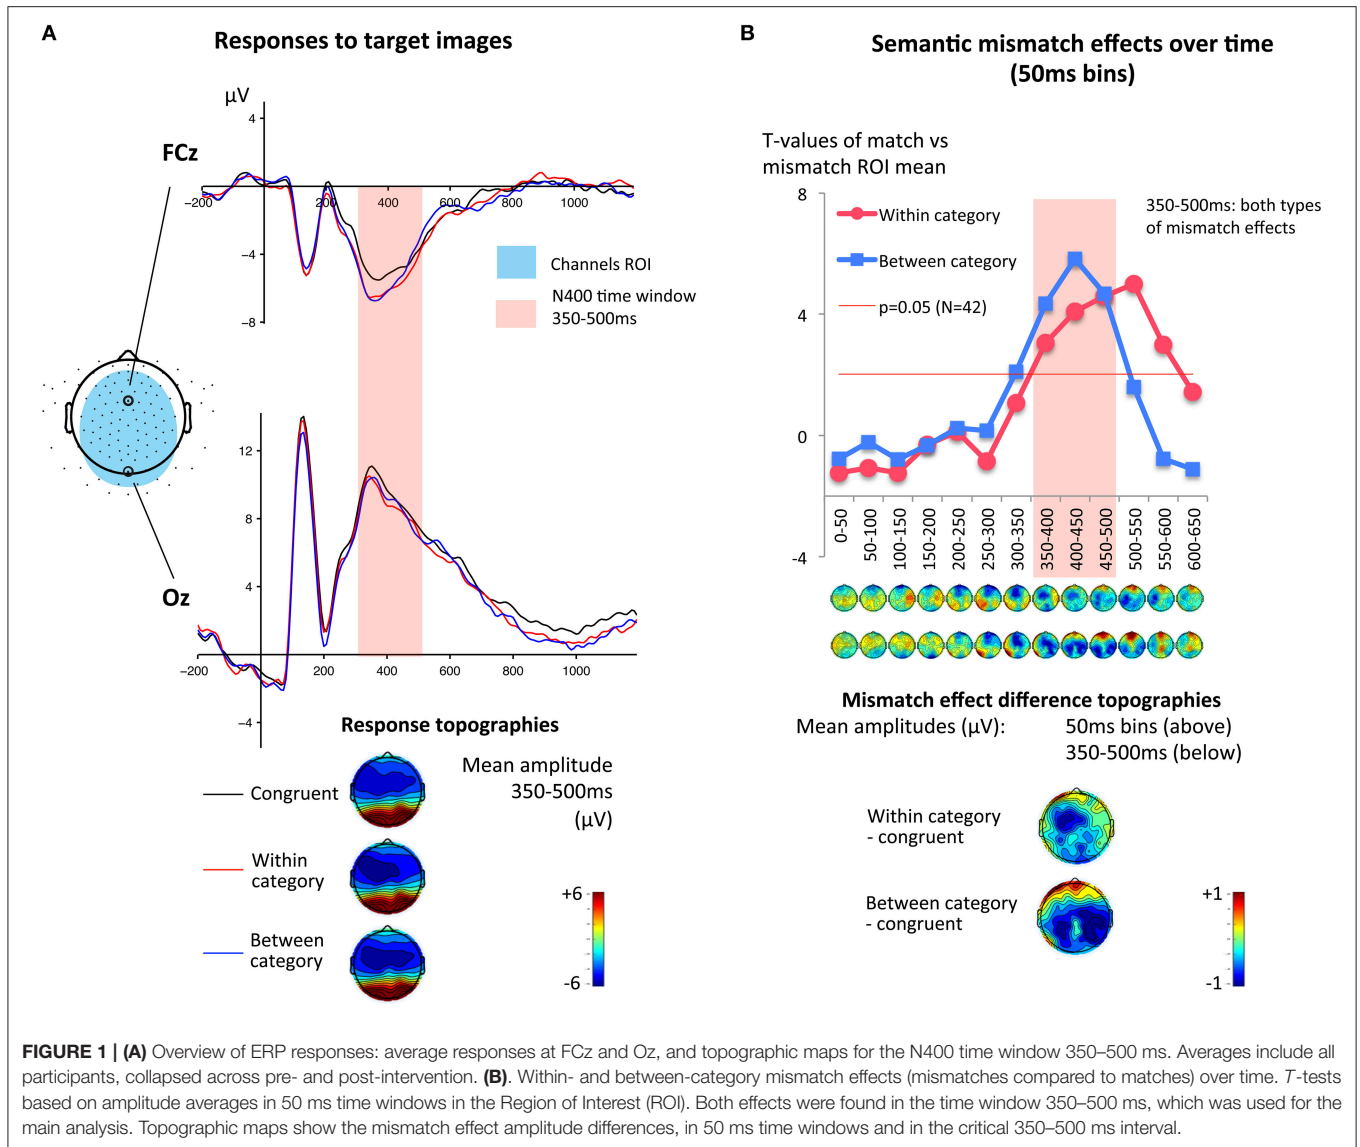 A
Responses to target images
μV
4
FCz
−200
200
400
600
800
1000
−4
−8
Channels ROI
N400 time window
350-500ms
12
8
4
Oz
−200
200
400
600
800
1000
−4
Response topographies
Congruent
Within
category
Between
category
Mean amplitude
350-500ms
(μV)
+6
-6
B
Semantic mismatch effects over time
(50ms bins)
T-values of match vs
mismatch ROI mean
8
4
0
-4
Within category
Between category
p=0.05 (N=42)
350-500ms: both types
of mismatch effects
0-50
50-100
100-150
150-200
200-250
250-300
300-350
350-400
400-450
450-500
500-550
550-600
600-650
Mismatch effect difference topographies
Mean amplitudes (μV): 50ms bins (above)
350-500ms (below)
Within category
- congruent
Between category
- congruent
+1
-1
FIGURE 1 | (A) Overview of ERP responses: average responses at FCz and Oz, and topographic maps for the N400 time window 350–500 ms. Averages include all
participants, collapsed across pre- and post-intervention. (B). Within- and between-category mismatch effects (mismatches compared to matches) over time. T-tests
based on amplitude averages in 50 ms time windows in the Region of Interest (ROI). Both effects were found in the time window 350–500 ms, which was used for the
main analysis. Topographic maps show the mismatch effect amplitude differences, in 50 ms time windows and in the critical 350–500 ms interval.